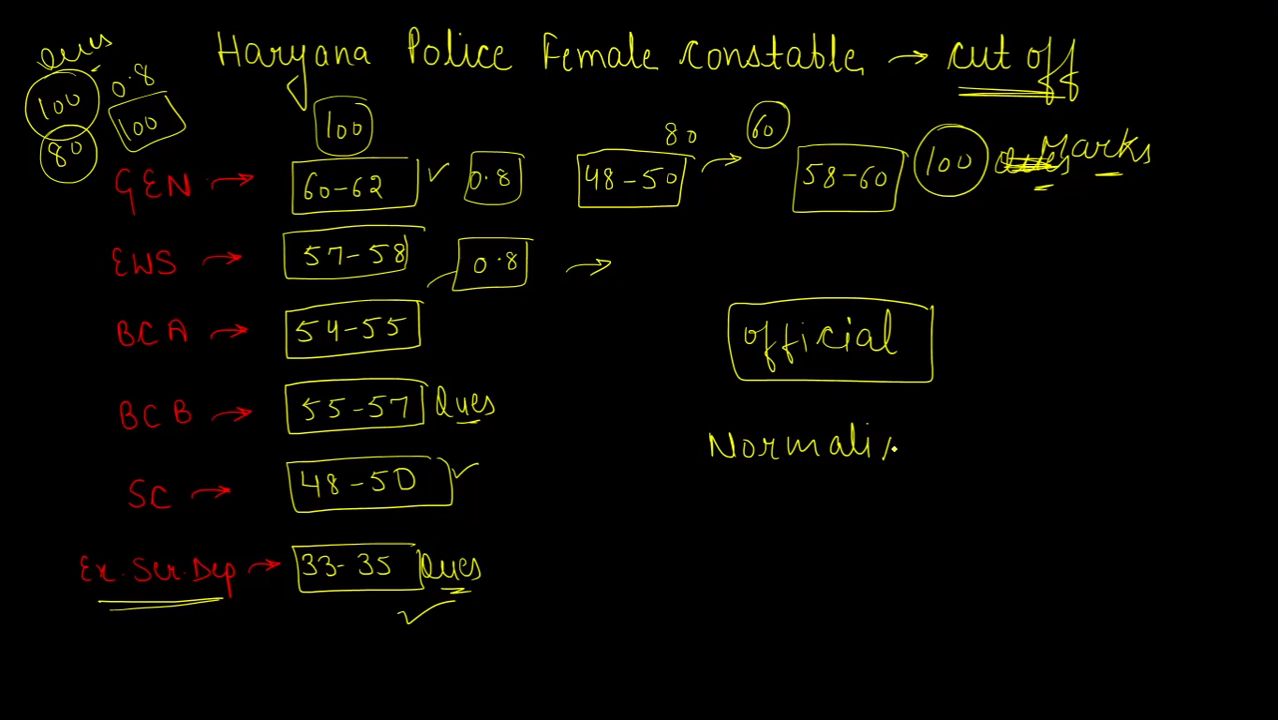 Haryana Police Female Constable → cut off
Ques
100 0.8
80 100
100
GEN → 60-62 ✓ 0.8 48-50 80 → 60 58-60 100 Marks
EWS → 57-58 0.8 →
BCA → 54-55
official
BCB → 55-57 Ques
Normali
SC → 48-50 ✓
Ex.Ser.Dep → 33-35 Ques
✓